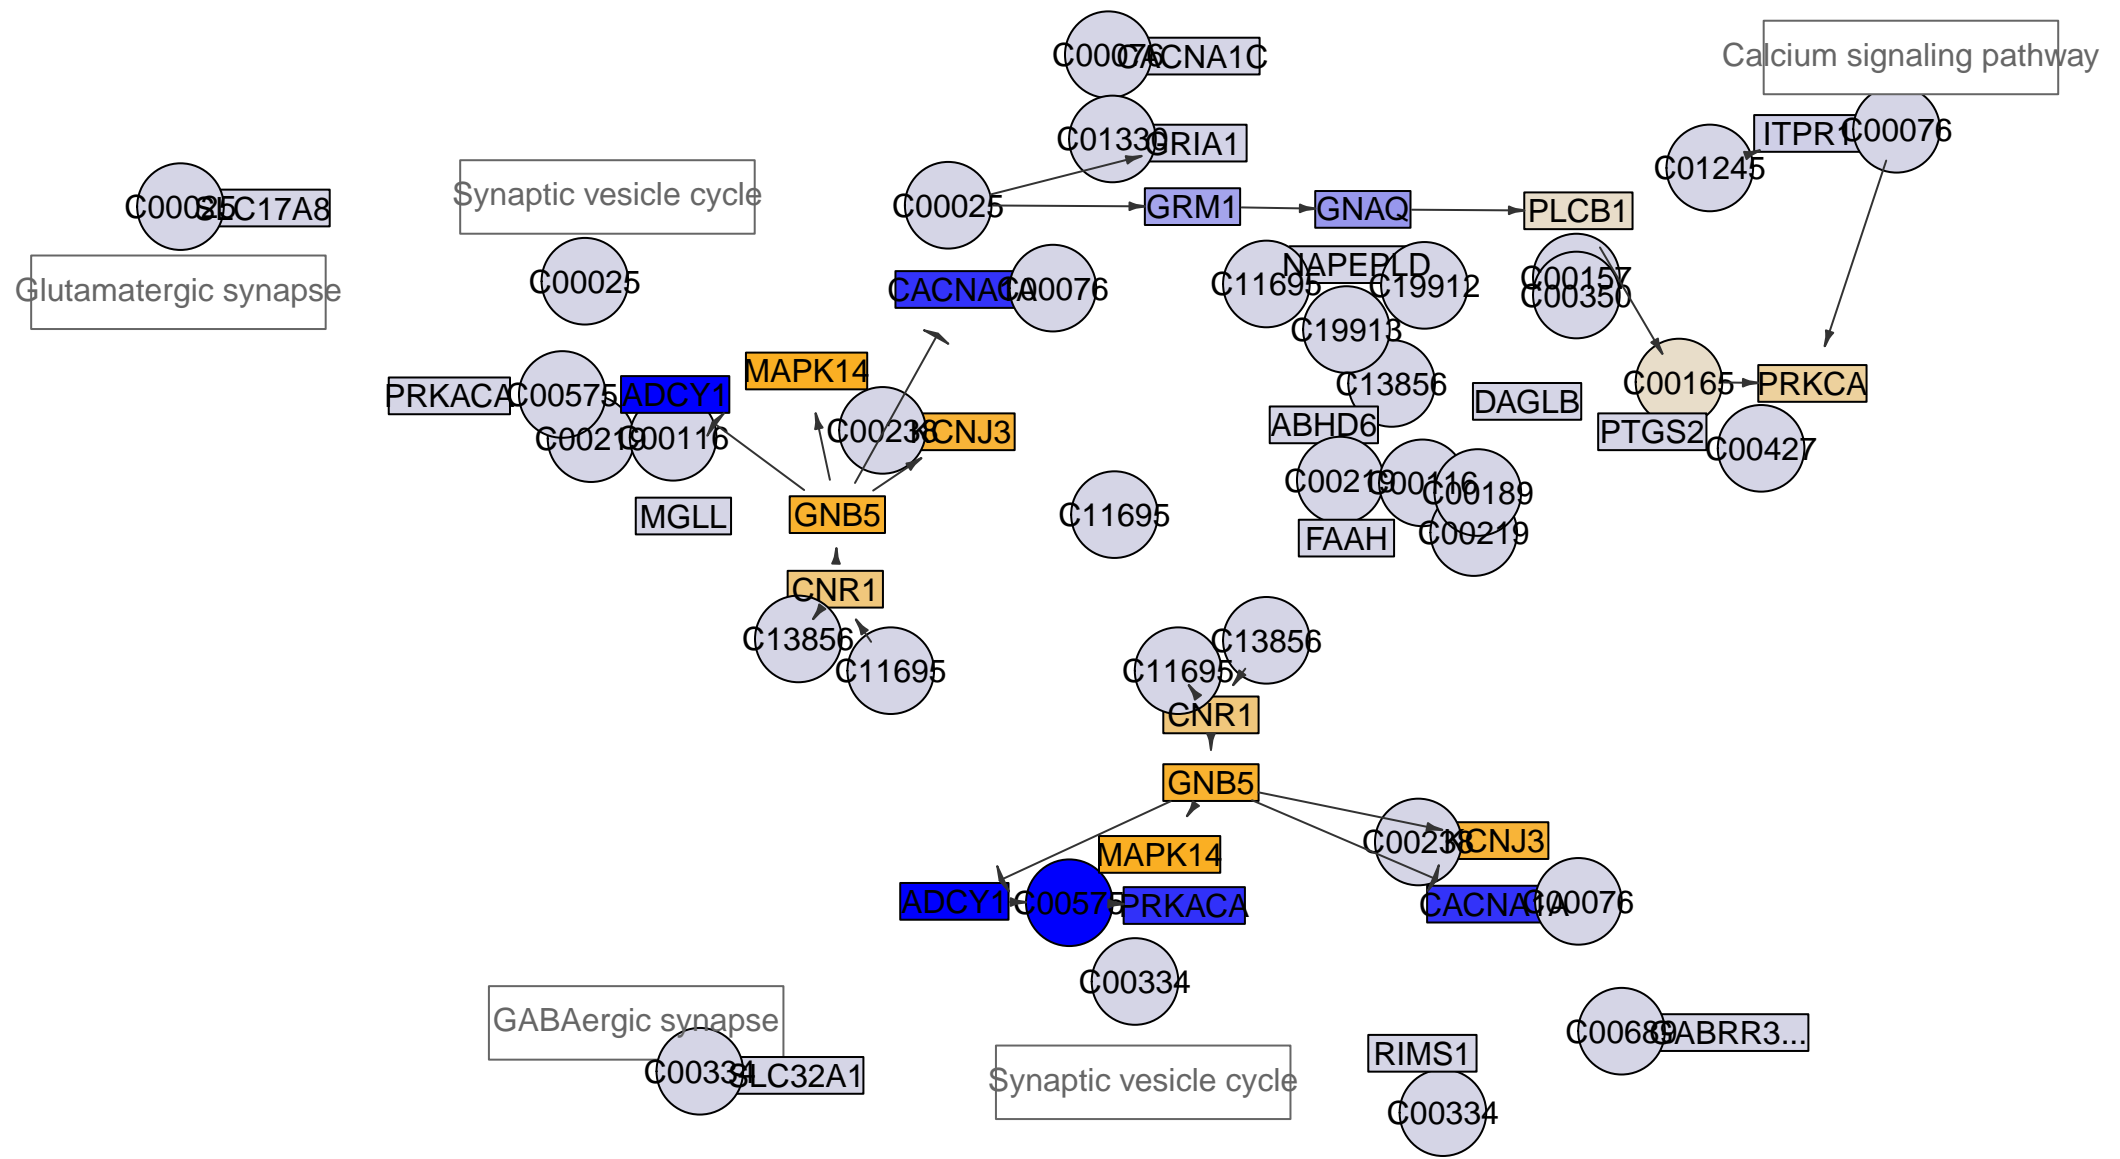 C00076
CACNA1C
Calcium signaling pathway
C01330
GRIA1
ITPR1
C00076
C01245
C00025
SLC17A8
Synaptic vesicle cycle
C00025
GRM1
GNAQ
PLCB1
Glutamatergic synapse
C00025
CACNA1A
C00076
C11695
NAPEPLD
C19912
C00157
C00350
C19913
PRKACA
C00575
ADCY1
MAPK14
C13856
DAGLB
C00165
PRKCA
C00219
C00116
C00238
KCNJ3
ABHD6
PTGS2
C00427
MGLL
GNB5
C11695
C00219
C00116
C00189
FAAH
C00219
CNR1
C13856
C11695
C11695
C13856
CNR1
GNB5
MAPK14
C00238
KCNJ3
ADCY1
C00575
PRKACA
CACNA1A
C00076
C00334
GABAergic synapse
C00334
SLC32A1
Synaptic vesicle cycle
RIMS1
C00334
C00689
GABRR3...